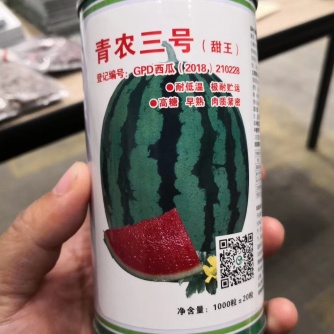 青农三号（甜王）
登记编号：GPD西瓜（2018）210228
●耐低温 极耐贮运
●高糖 早熟 肉质紧密
净含量：1000粒±20粒